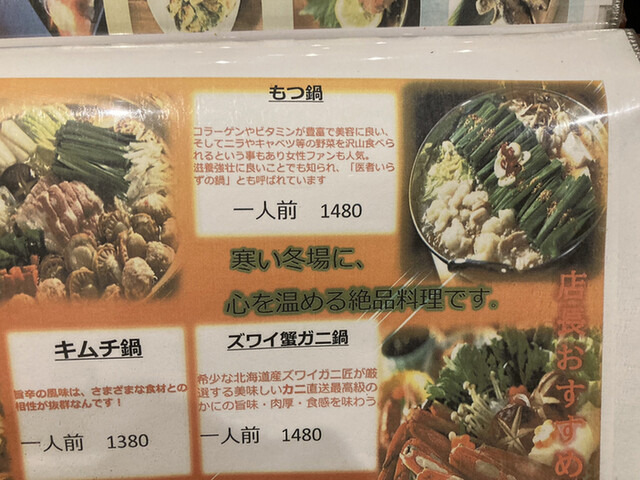 もつ鍋
コラーゲンやビタミンが豊富で美容に良い、
そしてニラやキャベツ等の野菜を沢山食べら
れるという事もあり女性ファンも人気。
滋養強壮に良いことでも知られ、「医者いら
ずの鍋」とも呼ばれています
一人前 1480
寒い冬場に、
心を温める絶品料理です。
キムチ鍋
旨辛の風味は、さまざまな食材との
相性が抜群なんです！
一人前 1380
ズワイ蟹ガニ鍋
希少な北海道産ズワイガニ匠が厳
選する美味しいカニ直送最高級の
かにの旨味・肉厚・食感を味わう
一人前 1480
店長おすすめ